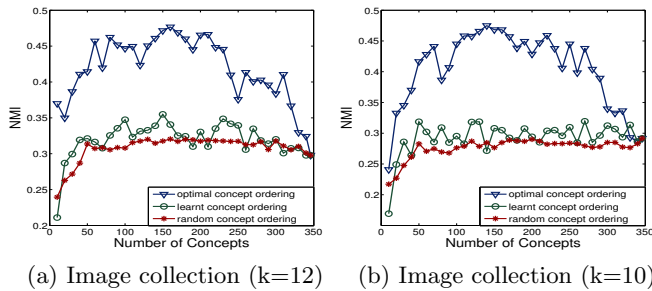 0.5
0.45
0.4
0.35
0.3
0.25
0.2
NMI
0 50 100 150 200 250 300 350
Number of Concepts
optimal concept ordering
learnt concept ordering
random concept ordering
(a) Image collection (k=12)
0.5
0.45
0.4
0.35
0.3
0.25
0.2
NMI
0 50 100 150 200 250 300 350
Number of Concepts
optimal concept ordering
learnt concept ordering
random concept ordering
(b) Image collection (k=10)